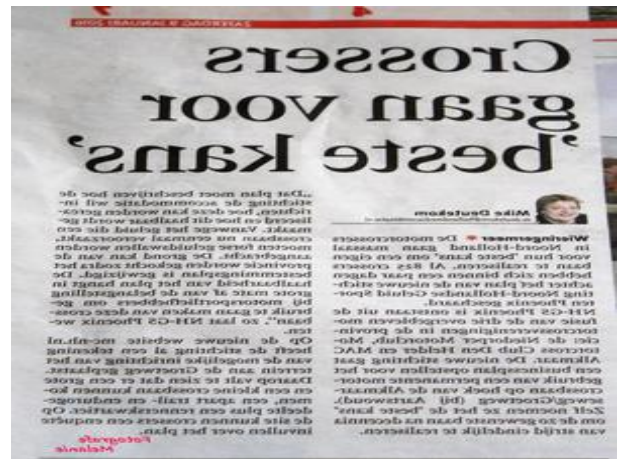 ZATERDAG 9 JANUARI 2016
Crossers
gaan voor
'beste kans'
Mike Deutekom
Wieringermeer * De motorcrossers
in Noord-Holland gaan massaal
voor hun 'beste kans' om een eigen
baan te realiseren. Al 829 crossers
hebben zich binnen een paar dagen
achter het plan van de nieuwe stich-
ting Noord-Hollandse Geluid Spor-
ten Phoenix geschaard.
NH-GS Phoenix is ontstaan uit de
fusie van de drie overgebleven mo-
torcrossverenigingen in de provin-
cie: de Niedorper Motorclub, Mo-
torcross Club Den Helder en MAC
Alkmaar. De nieuwe stichting gaat
een businessplan opstellen voor het
gebruik van een permanente motor-
crossbaan op hoek van de Alkmaar-
seweg/Groetweg (bij Aartswoud).
Zelf noemen ze het de 'beste kans'
om de zo gewenste baan na decennia
van strijd eindelijk te realiseren.
„Dat plan moet beschrijven hoe de
stichting de accommodatie wil in-
richten, hoe deze kan worden gerea-
liseerd en hoe dit haalbaar wordt ge-
maakt. Vanwege het geluid die een
crossbaan nu eenmaal veroorzaakt,
moeten forse geluidswallen worden
aangebracht. De grond kan van de
provincie worden gekocht zodra het
bestemmingsplan is gewijzigd. De
haalbaarheid van het plan hangt in
grote mate af van de belangstelling
bij motorsportliefhebbers om ge-
bruik te gaan maken van deze cross-
baan", zo laat NH-GS Phoenix we-
ten.
Op de nieuwe website mc-nh.nl
heeft de stichting al een tekening
van de mogelijke inrichting van het
terrein aan de Groetweg geplaatst.
Daarop valt te zien dat er een grote
en een kleine crossbaan kunnen ko-
men, een apart trail- en enduroge-
deelte plus een rennerskwartier. Op
de site kunnen crossers een enquête
invullen over het plan.
Fotografe
Melanie